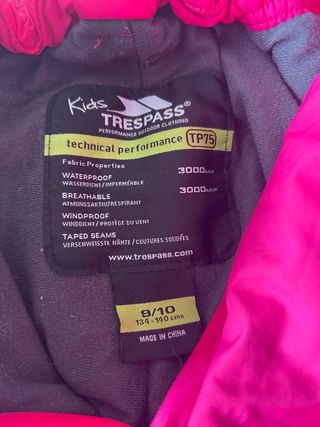 Kids
TRESPASS
PERFORMANCE OUTDOOR CLOTHING
technical performance TP75
Fabric Properties
WATERPROOF 3000MM
WASSERDICHT/IMPERMÉABLE
BREATHABLE 3000MVP
ATMUNGSAKTIV/RESPIRANT
WINDPROOF
WINDDICHT/PROTÈGE DU VENT
TAPED SEAMS
VERSCHWEISSTE NÄHTE/COUTURES SOUDÉES
www.trespass.com
9/10
134-140 cms
MADE IN CHINA